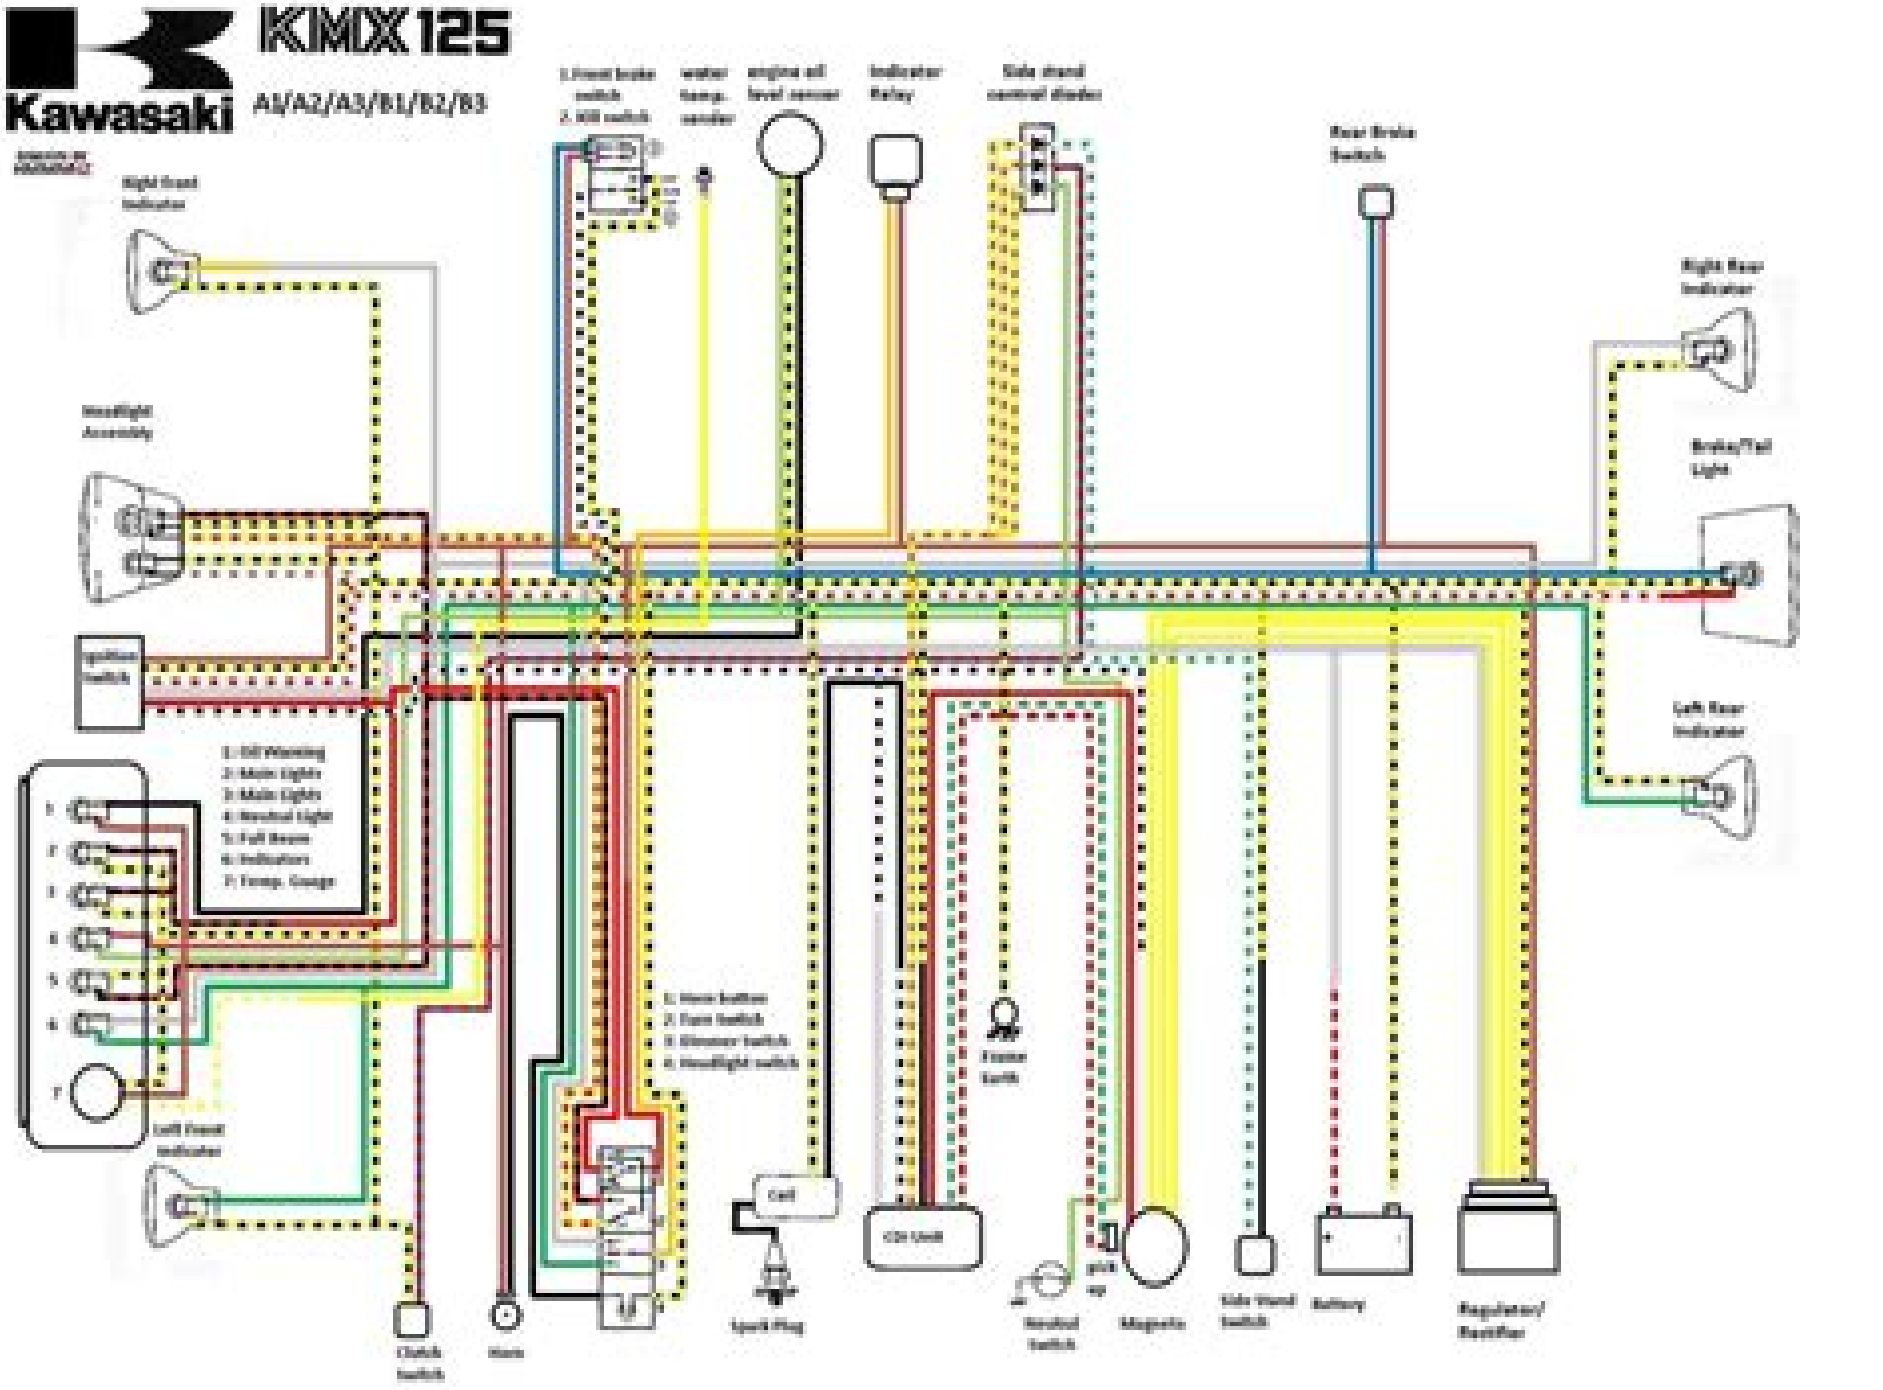 KMX 125
Kawasaki
A1/A2/A3/B1/B2/B3
1.Front brake
switch
2. Kill switch
water
temp.
sender
engine oil
level sensor
Indicator
Relay
Side stand
control diodes
Rear Brake
Switch
Right front
Indicator
Right Rear
Indicator
Headlight
Assembly
Brake/Tail
Light
Ignition
Switch
Left Rear
Indicator
1: Oil Warning
2: Main Lights
3: Main Lights
4: Neutral Light
5: Full Beam
6: Indicators
7: Temp. Gauge
1
2
3
4
5
6
7
1: Horn button
2: Turn Switch
3: Dimmer Switch
4: Headlight switch
Frame
Earth
Left Front
Indicator
Coil
CDI Unit
pick
up
Spark Plug
Neutral
Switch
Magneto
Side Stand
Switch
Battery
Regulator/
Rectifier
Clutch
Switch
Horn